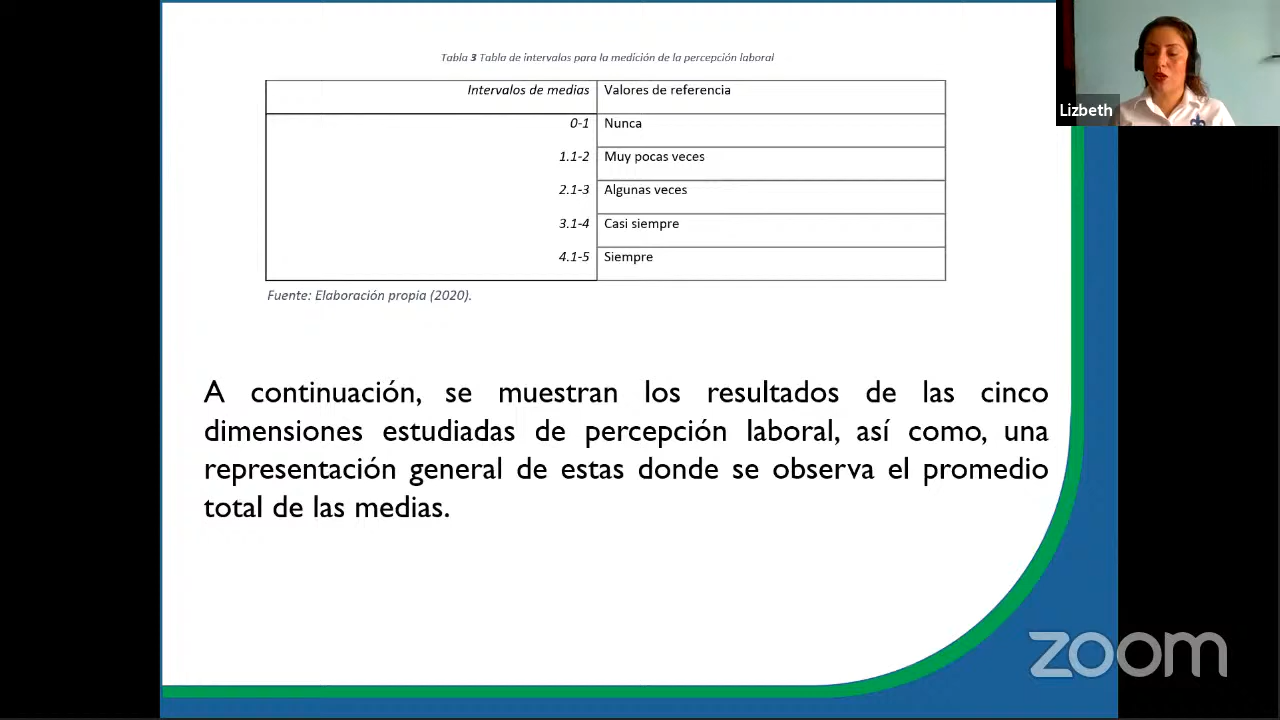 Tabla 3 Tabla de intervalos para la medición de la percepción laboral
Intervalos de medias Valores de referencia
0-1 Nunca
1.1-2 Muy pocas veces
2.1-3 Algunas veces
3.1-4 Casi siempre
4.1-5 Siempre
Fuente: Elaboración propia (2020).
A continuación, se muestran los resultados de las cinco
dimensiones estudiadas de percepción laboral, así como, una
representación general de estas donde se observa el promedio
total de las medias.
Lizbeth
zoom